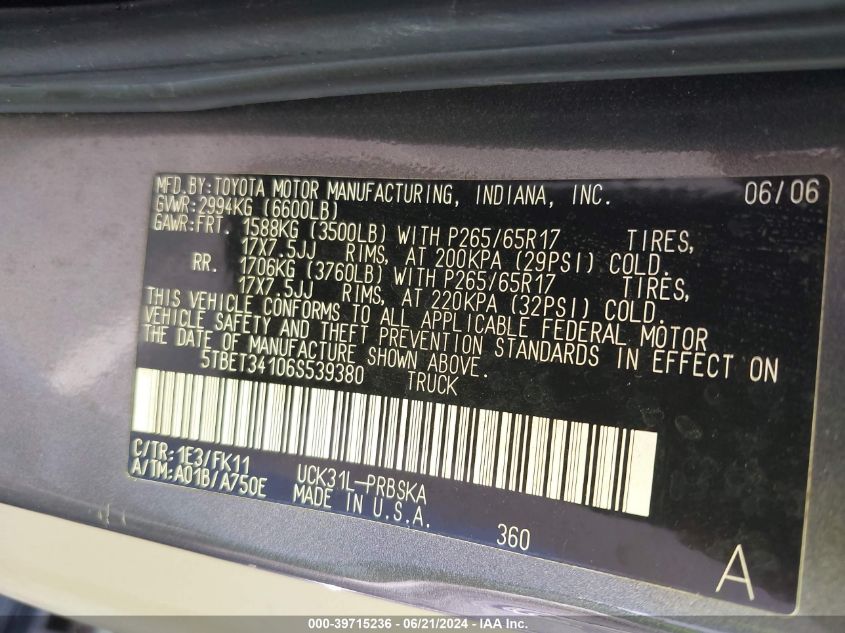 MFD.BY:TOYOTA MOTOR MANUFACTURING, INDIANA, INC. 06/06
GVWR:2994KG (6600LB)
GAWR:FRT. 1588KG (3500LB) WITH P265/65R17 TIRES,
17X7.5JJ RIMS, AT 200KPA (29PSI) COLD.
RR. 1706KG (3760LB) WITH P265/65R17 TIRES,
17X7.5JJ RIMS, AT 220KPA (32PSI) COLD.
THIS VEHICLE CONFORMS TO ALL APPLICABLE FEDERAL MOTOR
VEHICLE SAFETY AND THEFT PREVENTION STANDARDS IN EFFECT ON
THE DATE OF MANUFACTURE SHOWN ABOVE.
5TBET34106S539380 TRUCK
C/TR:1E3/FK11 UCK31L-PRBSKA
A/TM:A01B/A750E MADE IN U.S.A.
360
A
000-39715236 - 06/21/2024 - IAA Inc.